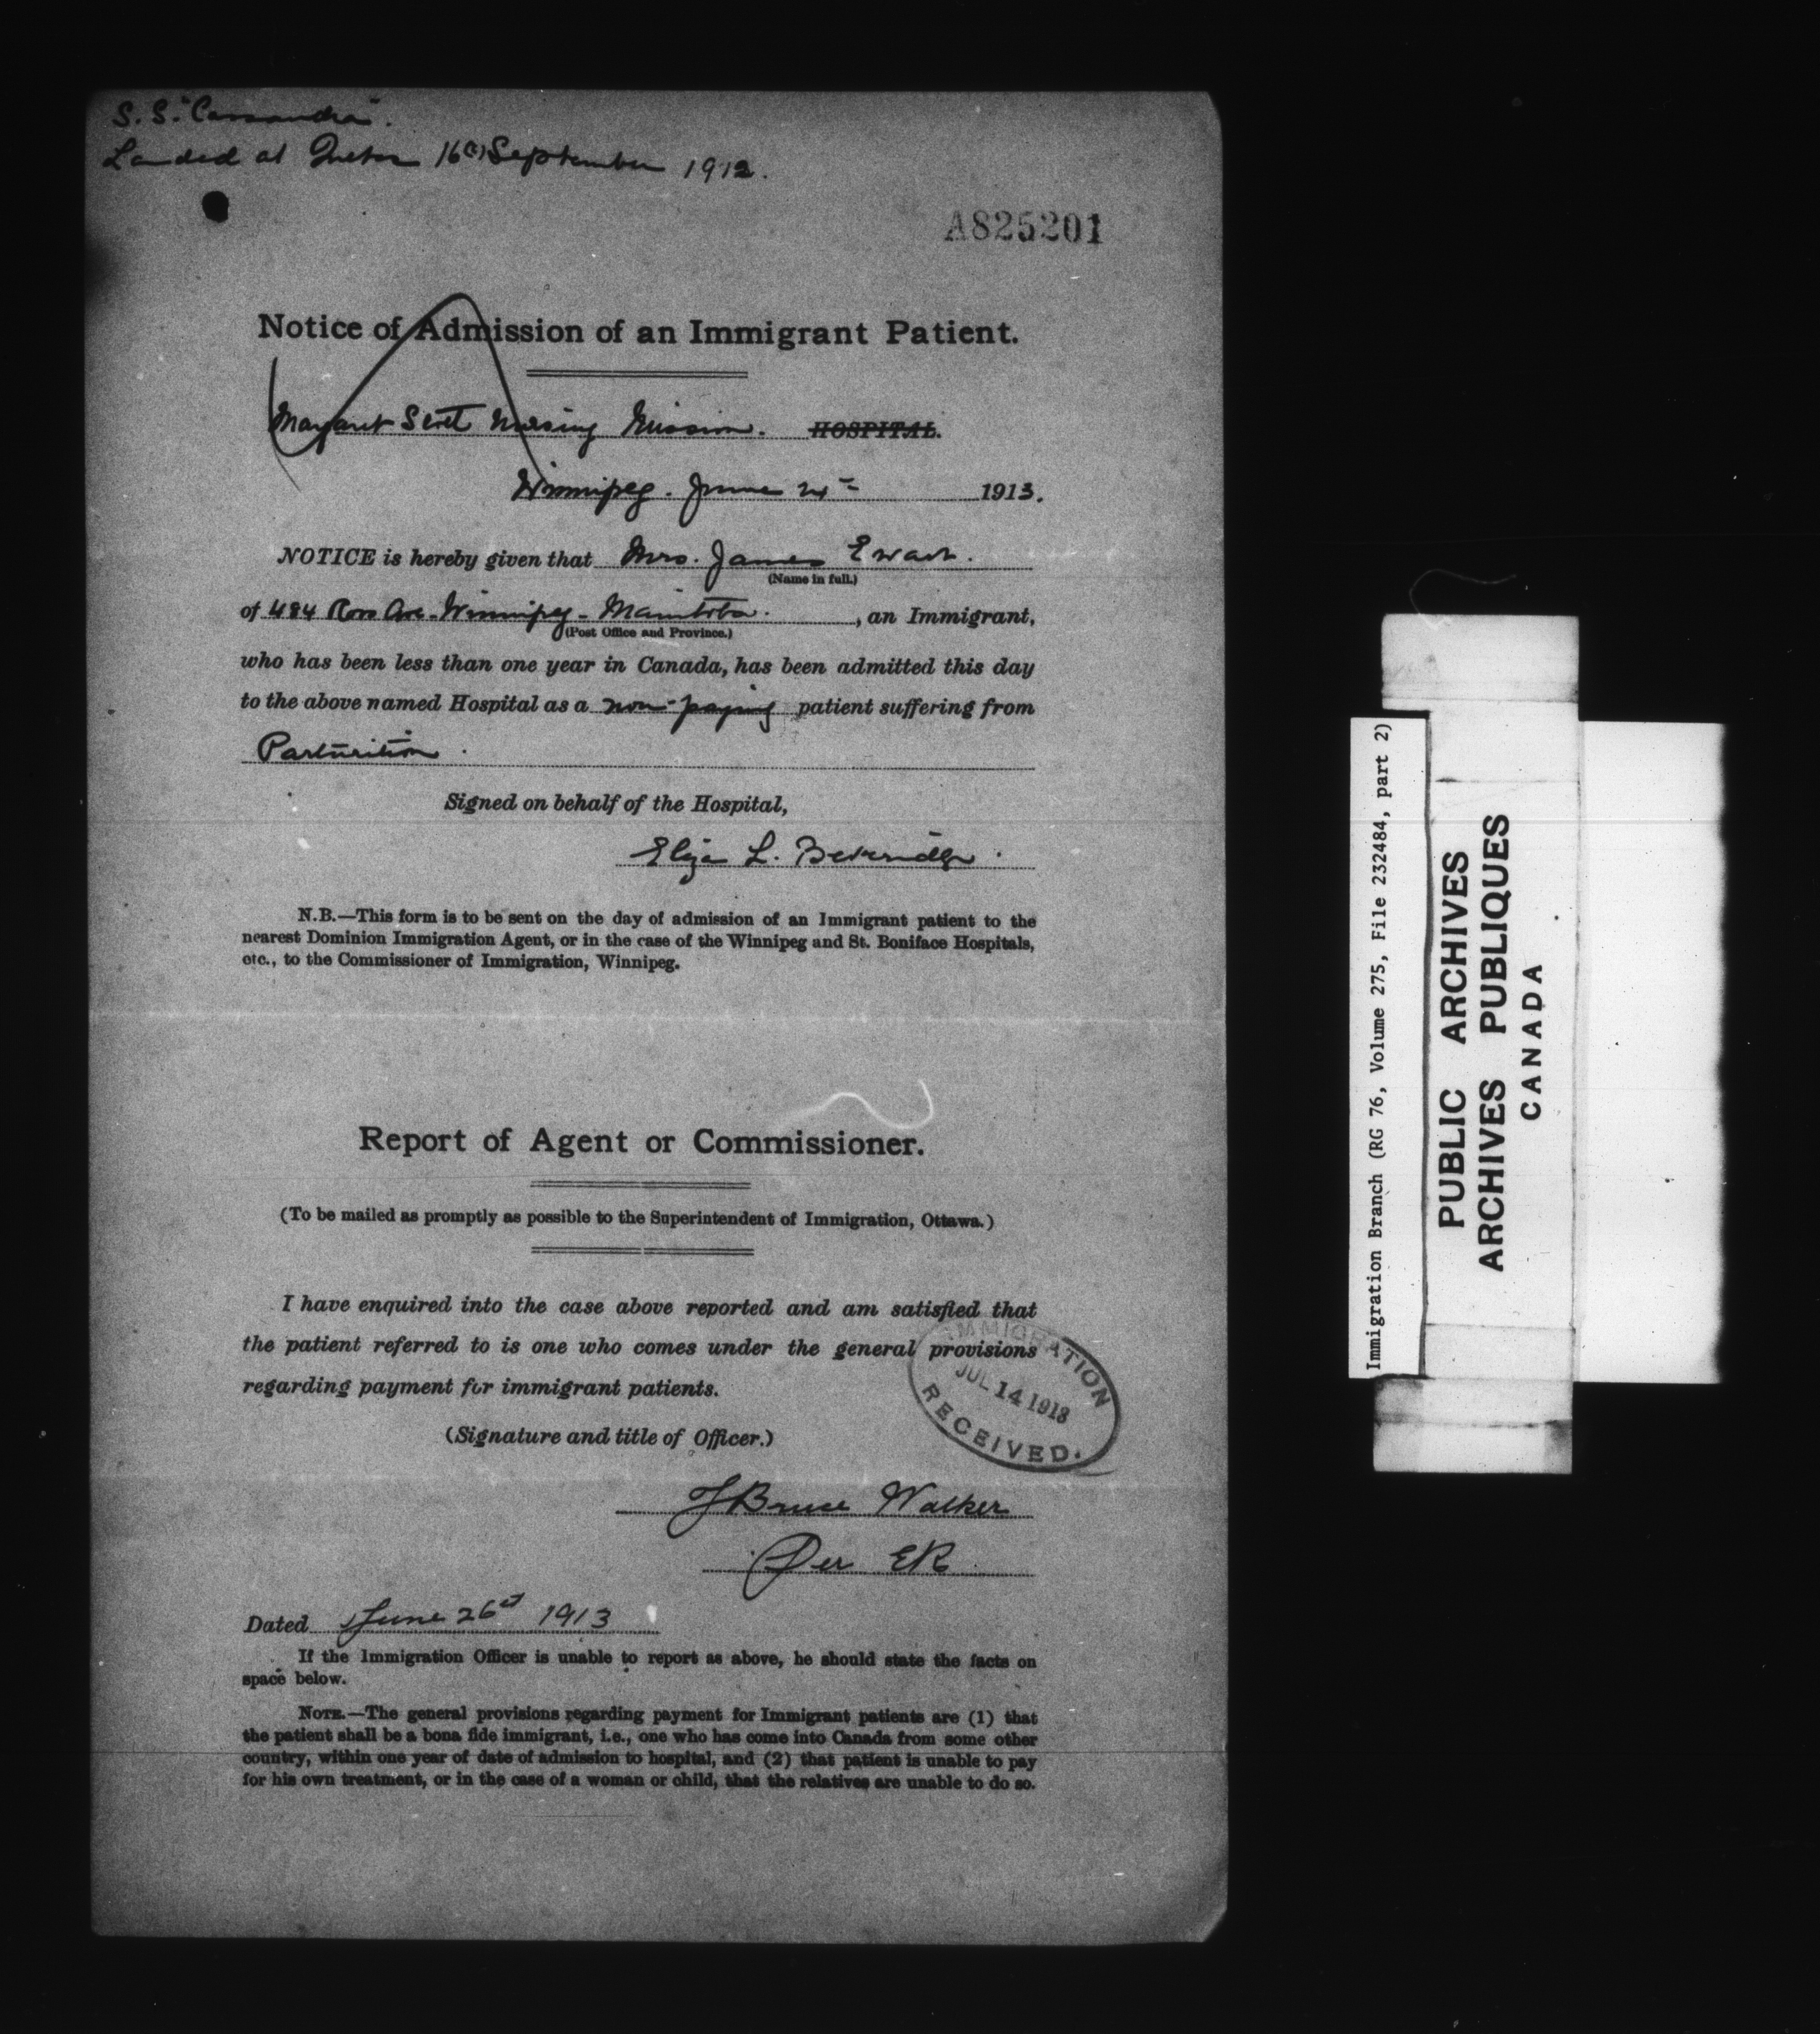 S. S. "Cassandra".
Landed at Quebec 16th September 1912.
A825201
Notice of Admission of an Immigrant Patient.
Margaret Scott Nursing Mission. HOSPITAL.
Winnipeg. June 1913.
NOTICE is hereby given that Mrs. James Ewart.
(Name in full.)
of 484 Ross Ave. Winnipeg - Manitoba. , an Immigrant,
(Post Office and Province.)
who has been less than one year in Canada, has been admitted this day
to the above named Hospital as a non-paying patient suffering from
Parturition.
Signed on behalf of the Hospital,
Eliza L. Beveridge.
N.B.—This form is to be sent on the day of admission of an Immigrant patient to the
nearest Dominion Immigration Agent, or in the case of the Winnipeg and St. Boniface Hospitals,
etc., to the Commissioner of Immigration, Winnipeg.
Report of Agent or Commissioner.
(To be mailed as promptly as possible to the Superintendent of Immigration, Ottawa.)
I have enquired into the case above reported and am satisfied that
the patient referred to is one who comes under the general provisions
regarding payment for immigrant patients.
IMMIGRATION
JUL 14 1913
RECEIVED.
(Signature and title of Officer.)
J Bruce Walker
Per ER
Dated June 26th 1913
If the Immigration Officer is unable to report as above, he should state the facts on
space below.
NOTE.—The general provisions regarding payment for Immigrant patients are (1) that
the patient shall be a bona fide immigrant, i.e., one who has come into Canada from some other
country, within one year of date of admission to hospital, and (2) that patient is unable to pay
for his own treatment, or in the case of a woman or child, that the relatives are unable to do so.
Immigration Branch (RG 76, Volume 275, File 232484, part 2)
PUBLIC ARCHIVES
ARCHIVES PUBLIQUES
CANADA